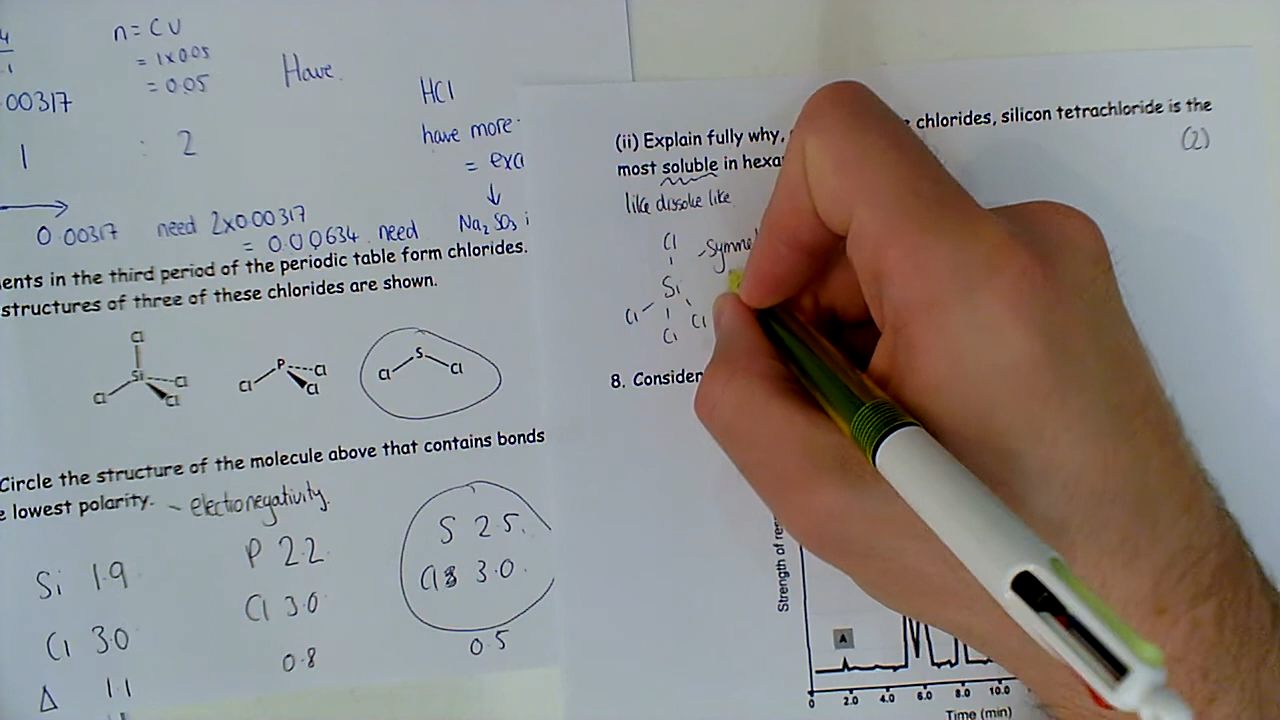 n = CV
= 1x0.05
= 0.05
Have
HCl
have more
=
.00317
1 : 2
0.00317 need 2x0.00317
= 0.00634 need Na2SO3
ents in the third period of the periodic table form chlorides.
structures of three of these chlorides are shown.
Cl
Si
Cl
Cl
Cl
P
Cl
Cl
Cl
S
Cl
Cl
Circle the structure of the molecule above that contains bonds
lowest polarity. - electronegativity.
Si 1.9
Cl 3.0
Δ 1.1
P 2.2
Cl 3.0
0.8
S 2.5
Cl 3.0
0.5
(ii) Explain fully why, chlorides, silicon tetrachloride is the
most soluble in hexa
(2)
like dissolve like
Cl
Si
Cl
Cl
Cl
-Symme
8. Consider
Strength of res
A
0 2.0 4.0 6.0 8.0 10.0
Time (min)